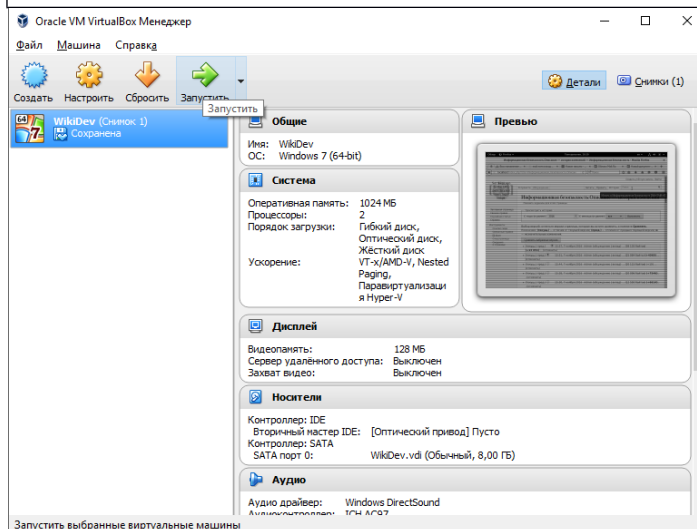 Oracle VM VirtualBox Менеджер
Файл Машина Справка
Создать Настроить Сбросить Запустить
Детали Снимки (1)
Запустить
64 7
WikiDev (Снимок 1)
Сохранена
Общие
Имя: WikiDev
ОС: Windows 7 (64-bit)
Превью
Система
Оперативная память: 1024 МБ
Процессоры: 2
Порядок загрузки: Гибкий диск,
Оптический диск,
Жёсткий диск
Ускорение: VT-x/AMD-V, Nested
Paging,
Паравиртуализаци
я Hyper-V
Дисплей
Видеопамять: 128 МБ
Сервер удалённого доступа: Выключен
Захват видео: Выключен
Носители
Контроллер: IDE
Вторичный мастер IDE: [Оптический привод] Пусто
Контроллер: SATA
SATA порт 0: WikiDev.vdi (Обычный, 8,00 ГБ)
Аудио
Аудио драйвер: Windows DirectSound
Аудиоконтроллер: ICH AC97
Запустить выбранные виртуальные машины